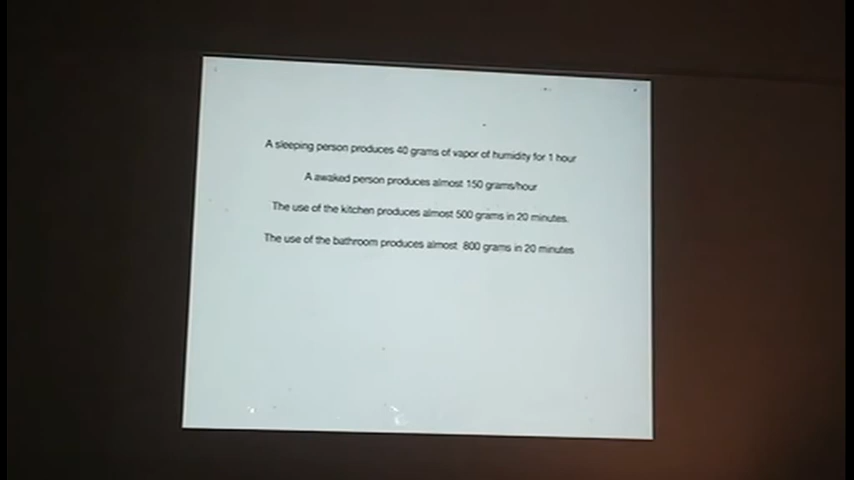 A sleeping person produces 40 grams of vapor of humidity for 1 hour
A awaked person produces almost 150 grams/hour
The use of the kitchen produces almost 500 grams in 20 minutes.
The use of the bathroom produces almost 800 grams in 20 minutes